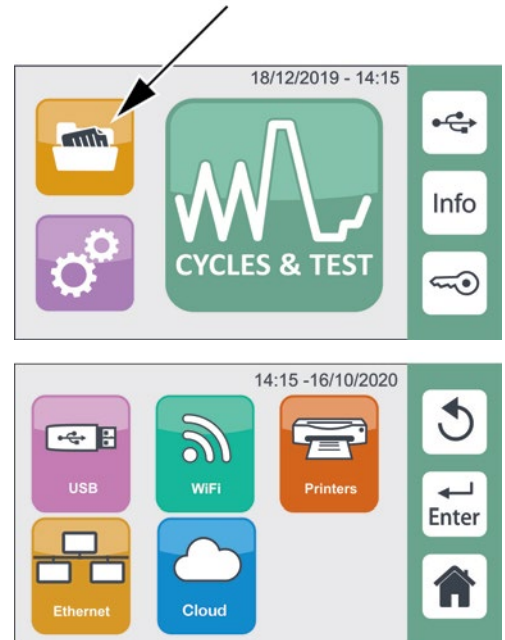 18/12/2019 - 14:15
CYCLES & TEST
Info
14:15 -16/10/2020
USB
WiFi
Printers
Enter
Ethernet
Cloud